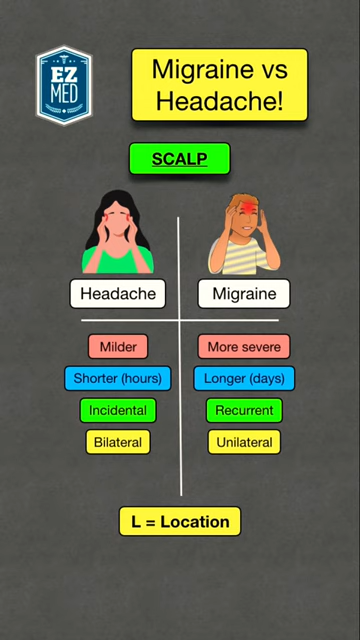 EZ
MED
Migraine vs
Headache!
SCALP
Headache
Migraine
Milder
More severe
Shorter (hours)
Longer (days)
Incidental
Recurrent
Bilateral
Unilateral
L = Location